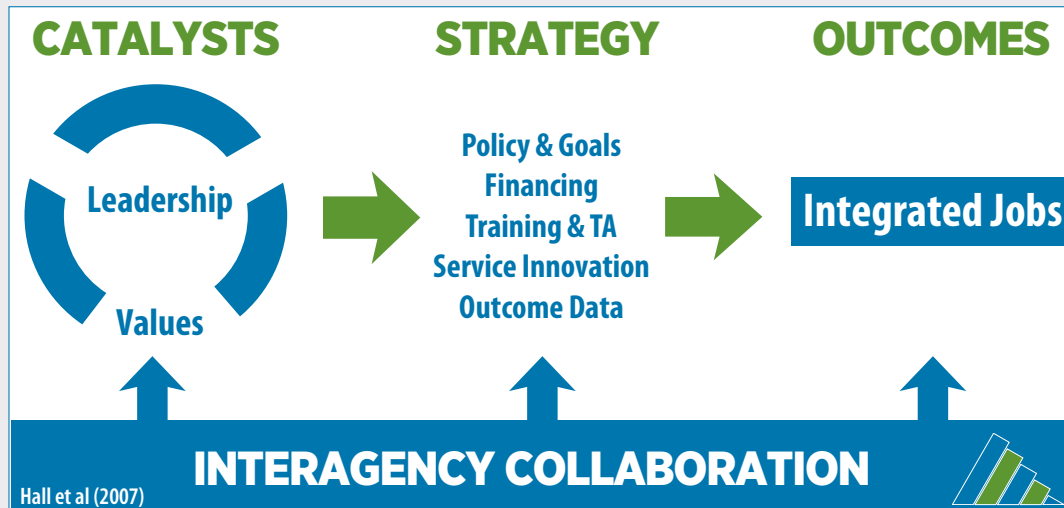 CATALYSTS
STRATEGY
OUTCOMES
Leadership
Values
Policy & Goals
Financing
Training & TA
Service Innovation
Outcome Data
Integrated Jobs
INTERAGENCY COLLABORATION
Hall et al (2007)